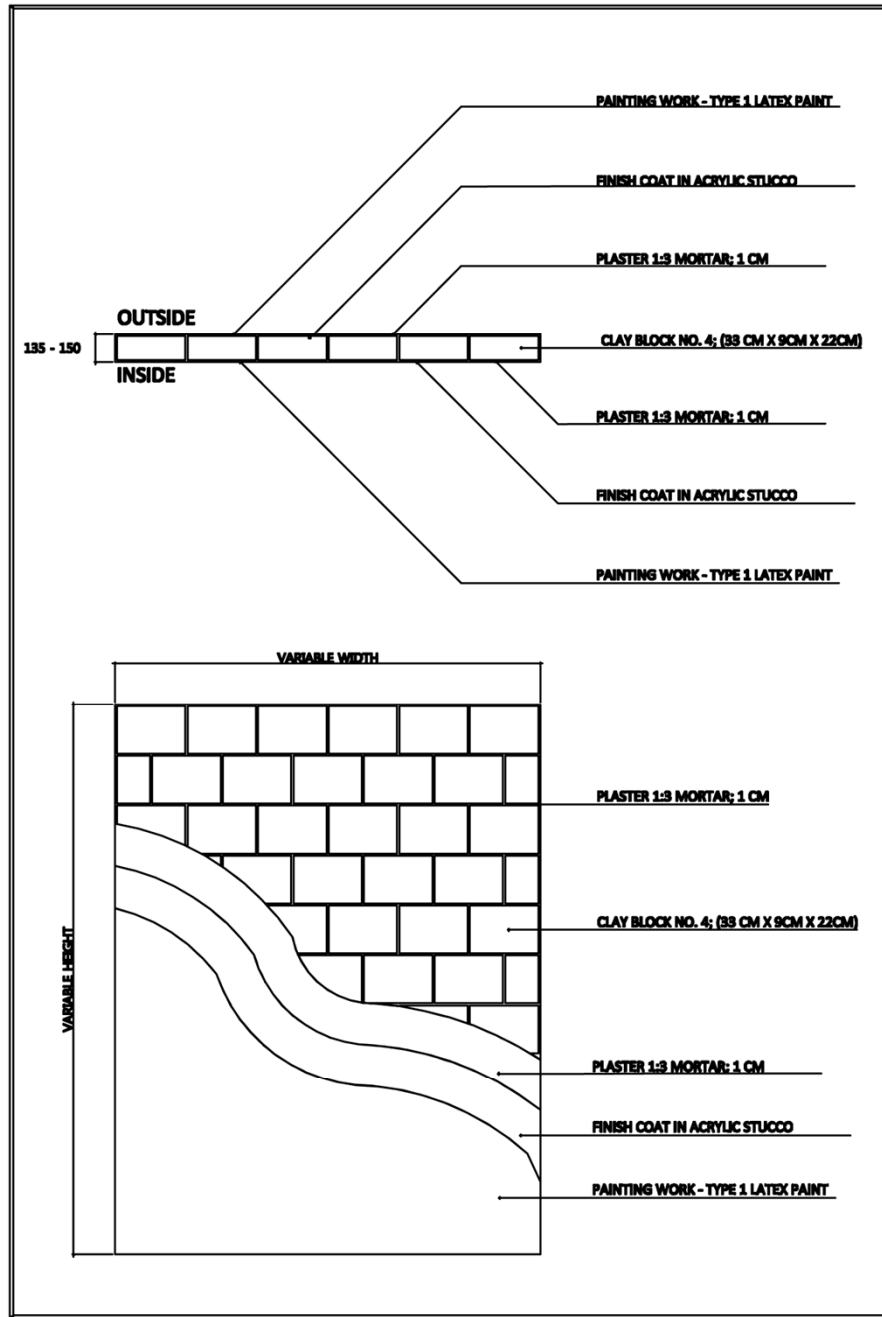 PAINTING WORK - TYPE 1 LATEX PAINT
FINISH COAT IN ACRYLIC STUCCO
PLASTER 1:3 MORTAR; 1 CM
OUTSIDE
135 - 150
CLAY BLOCK NO. 4; (33 CM X 9CM X 22CM)
INSIDE
PLASTER 1:3 MORTAR; 1 CM
FINISH COAT IN ACRYLIC STUCCO
PAINTING WORK - TYPE 1 LATEX PAINT
VARIABLE WIDTH
PLASTER 1:3 MORTAR; 1 CM
CLAY BLOCK NO. 4; (33 CM X 9CM X 22CM)
VARIABLE HEIGHT
PLASTER 1:3 MORTAR; 1 CM
FINISH COAT IN ACRYLIC STUCCO
PAINTING WORK - TYPE 1 LATEX PAINT